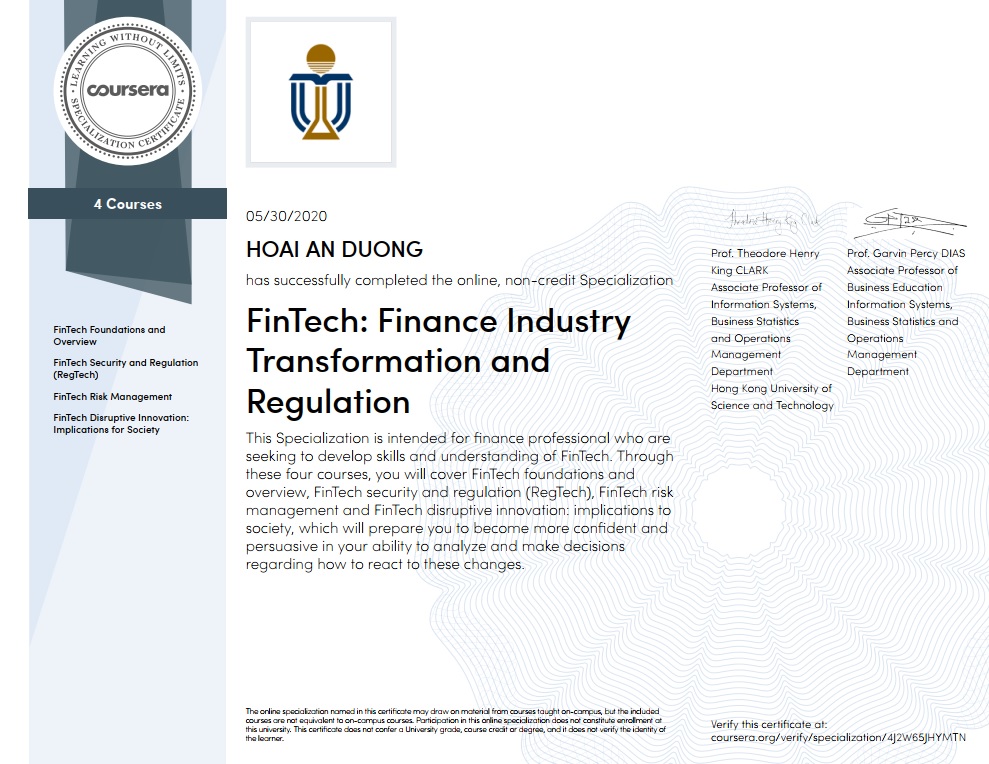 LEARNING WITHOUT LIMITS
coursera
SPECIALIZATION CERTIFICATE
4 Courses
FinTech Foundations and
Overview
FinTech Security and Regulation
(RegTech)
FinTech Risk Management
FinTech Disruptive Innovation:
Implications for Society
05/30/2020
HOAI AN DUONG
has successfully completed the online, non-credit Specialization
FinTech: Finance Industry
Transformation and
Regulation
This Specialization is intended for finance professional who are
seeking to develop skills and understanding of FinTech. Through
these four courses, you will cover FinTech foundations and
overview, FinTech security and regulation (RegTech), FinTech risk
management and FinTech disruptive innovation: implications to
society, which will prepare you to become more confident and
persuasive in your ability to analyze and make decisions
regarding how to react to these changes.
The online specialization named in this certificate may draw on material from courses taught on-campus, but the included
courses are not equivalent to on-campus courses. Participation in this online specialization does not constitute enrollment at
this university. This certificate does not confer a University grade, course credit or degree, and it does not verify the identity of
the learner.
Theodore Henry King Clark
Prof. Theodore Henry
King CLARK
Associate Professor of
Information Systems,
Business Statistics
and Operations
Management
Department
Hong Kong University of
Science and Technology
Prof. Garvin Percy DIAS
Associate Professor of
Business Education
Information Systems,
Business Statistics and
Operations
Management
Department
Verify this certificate at:
coursera.org/verify/specialization/4J2W65JHYMTN